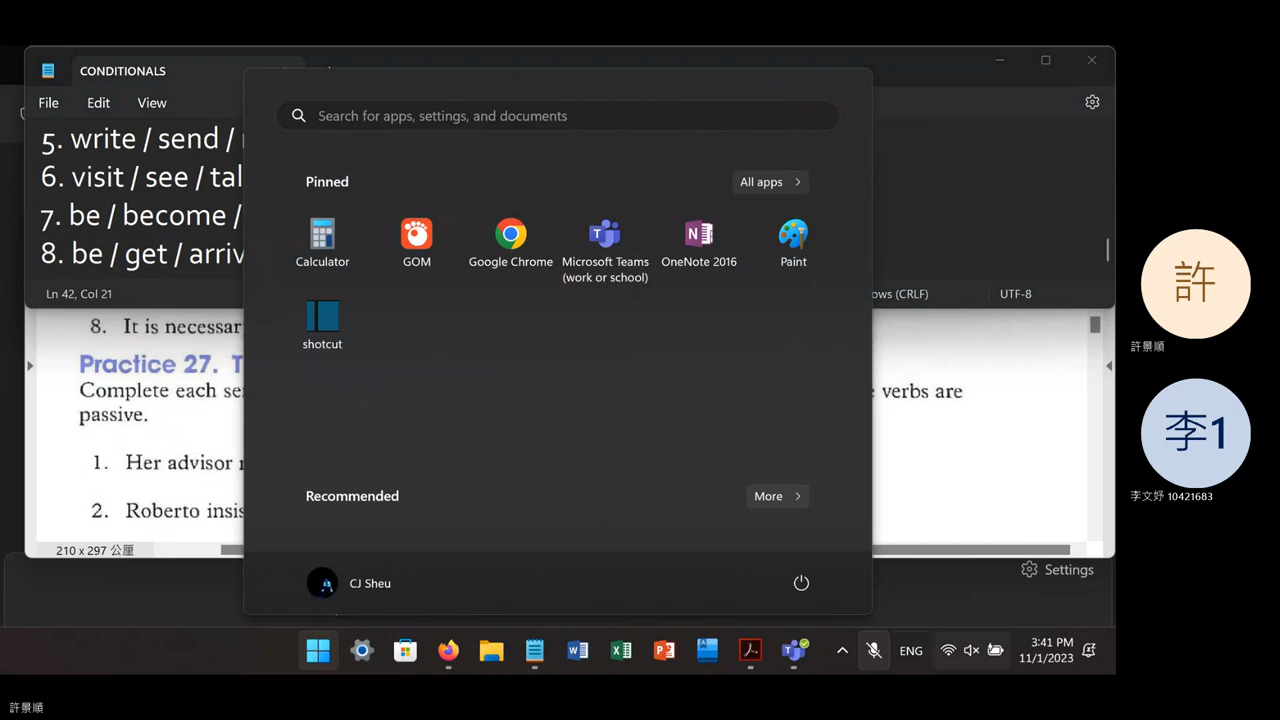 CONDITIONALS
File Edit View
5. write / send /
6. visit / see / tal
7. be / become /
8. be / get / arriv
Ln 42, Col 21
ows (CRLF)
UTF-8
Search for apps, settings, and documents
Pinned
All apps
Calculator
GOM
Google Chrome
Microsoft Teams
(work or school)
OneNote 2016
Paint
shotcut
Recommended
More
CJ Sheu
8. It is necessar
Practice 27. T
Complete each se
verbs are
passive.
1. Her advisor
2. Roberto insis
210 x 297 公厘
Settings
ENG
3:41 PM
11/1/2023
許
許景順
李1
李文妤 10421683
許景順